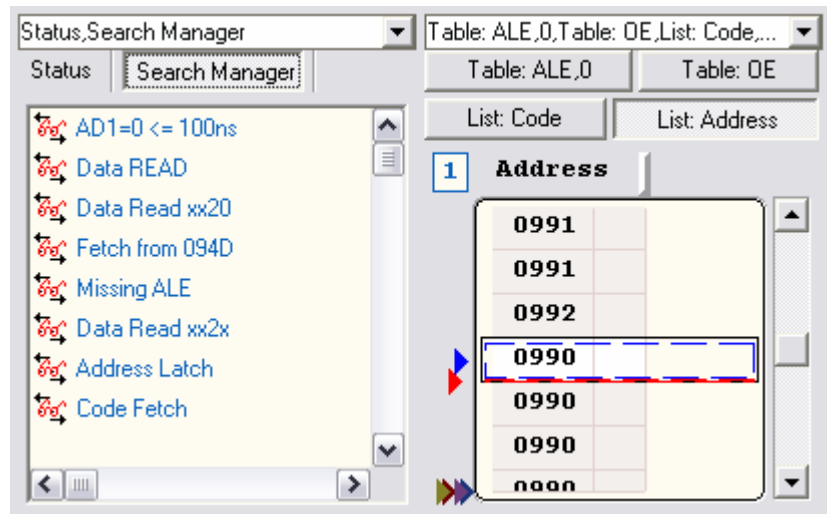 Status,Search Manager
Status
Search Manager
AD1=0 <= 100ns
Data READ
Data Read xx20
Fetch from 094D
Missing ALE
Data Read xx2x
Address Latch
Code Fetch
Table: ALE,0,Table: OE,List: Code,...
Table: ALE,0
Table: OE
List: Code
List: Address
1
Address
0991
0991
0992
0990
0990
0990
0990